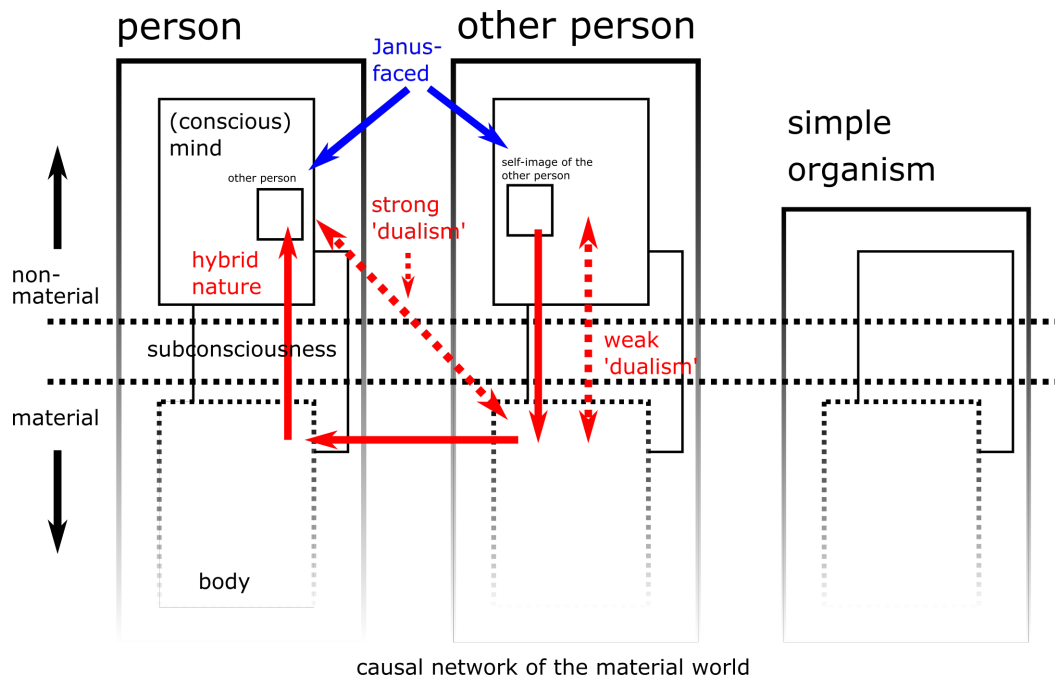 person
other person
Janus-
faced
simple
organism
(conscious)
mind
other person
self-image of the
other person
strong
'dualism'
hybrid
nature
non-
material
subconsciousness
weak
'dualism'
material
body
causal network of the material world